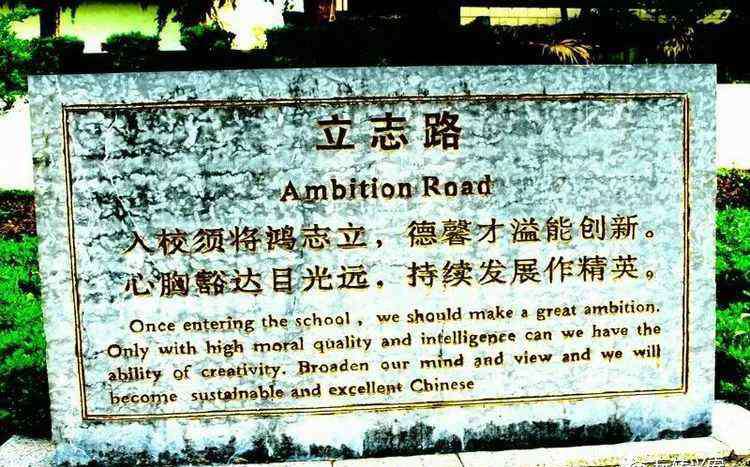 立志路
Ambition Road
入校须将鸿志立，德馨才溢能创新。
心胸豁达目光远，持续发展作精英。
Once entering the school , we should make a great ambition.
Only with high moral quality and intelligence can we have the
ability of creativity. Broaden our mind and view and we will
become sustainable and excellent Chinese